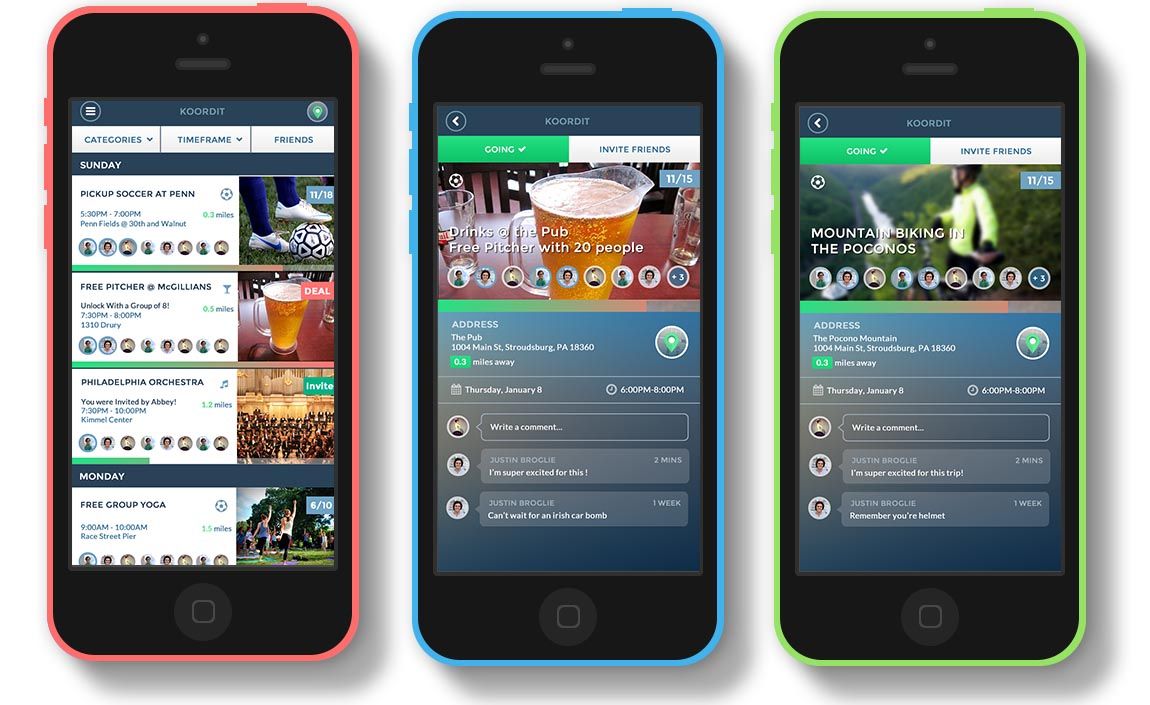 KOORDIT
CATEGORIES
TIMEFRAME
FRIENDS
SUNDAY
PICKUP SOCCER AT PENN
11/18
5:30PM - 7:00PM
0.3 miles
Penn Fields @ 30th and Walnut
FREE PITCHER @ McGILLIANS
DEAL
Unlock With a Group of 8!
0.5 miles
7:30PM - 8:00PM
1310 Drury
PHILADELPHIA ORCHESTRA
Invite
You were Invited by Abbey!
1.2 miles
7:30PM - 10:00PM
Kimmel Center
MONDAY
FREE GROUP YOGA
6/10
9:00AM - 10:00AM
1.5 miles
Race Street Pier
KOORDIT
GOING
INVITE FRIENDS
11/15
Drinks @ the Pub
Free Pitcher with 20 people
+ 3
ADDRESS
The Pub
1004 Main St, Stroudsburg, PA 18360
0.3 miles away
Thursday, January 8
6:00PM-8:00PM
Write a comment...
JUSTIN BROGLIE
2 MINS
I'm super excited for this !
JUSTIN BROGLIE
1 WEEK
Can't wait for an irish car bomb
KOORDIT
GOING
INVITE FRIENDS
11/15
MOUNTAIN BIKING IN
THE POCONOS
+ 3
ADDRESS
The Pocono Mountain
1004 Main St, Stroudsburg, PA 18360
0.3 miles away
Thursday, January 8
6:00PM-8:00PM
Write a comment...
JUSTIN BROGLIE
2 MINS
I'm super excited for this trip!
JUSTIN BROGLIE
1 WEEK
Remember you're helmet